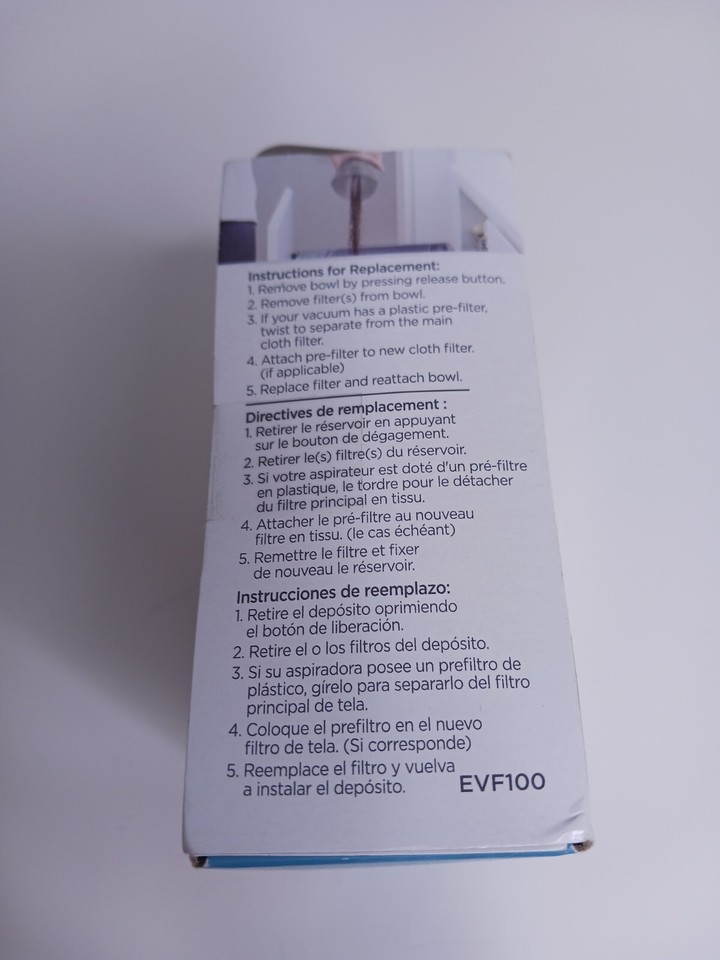 Instructions for Replacement:
1. Remove bowl by pressing release button.
2. Remove filter(s) from bowl.
3. If your vacuum has a plastic pre-filter,
twist to separate from the main
cloth filter.
4. Attach pre-filter to new cloth filter.
(if applicable)
5. Replace filter and reattach bowl.
Directives de remplacement :
1. Retirer le réservoir en appuyant
sur le bouton de dégagement.
2. Retirer le(s) filtre(s) du réservoir.
3. Si votre aspirateur est doté d'un pré-filtre
en plastique, le tordre pour le détacher
du filtre principal en tissu.
4. Attacher le pré-filtre au nouveau
filtre en tissu. (le cas échéant)
5. Remettre le filtre et fixer
de nouveau le réservoir.
Instrucciones de reemplazo:
1. Retire el depósito oprimiendo
el botón de liberación.
2. Retire el o los filtros del depósito.
3. Si su aspiradora posee un prefiltro de
plástico, gírelo para separarlo del filtro
principal de tela.
4. Coloque el prefiltro en el nuevo
filtro de tela. (Si corresponde)
5. Reemplace el filtro y vuelva
a instalar el depósito.
EVF100